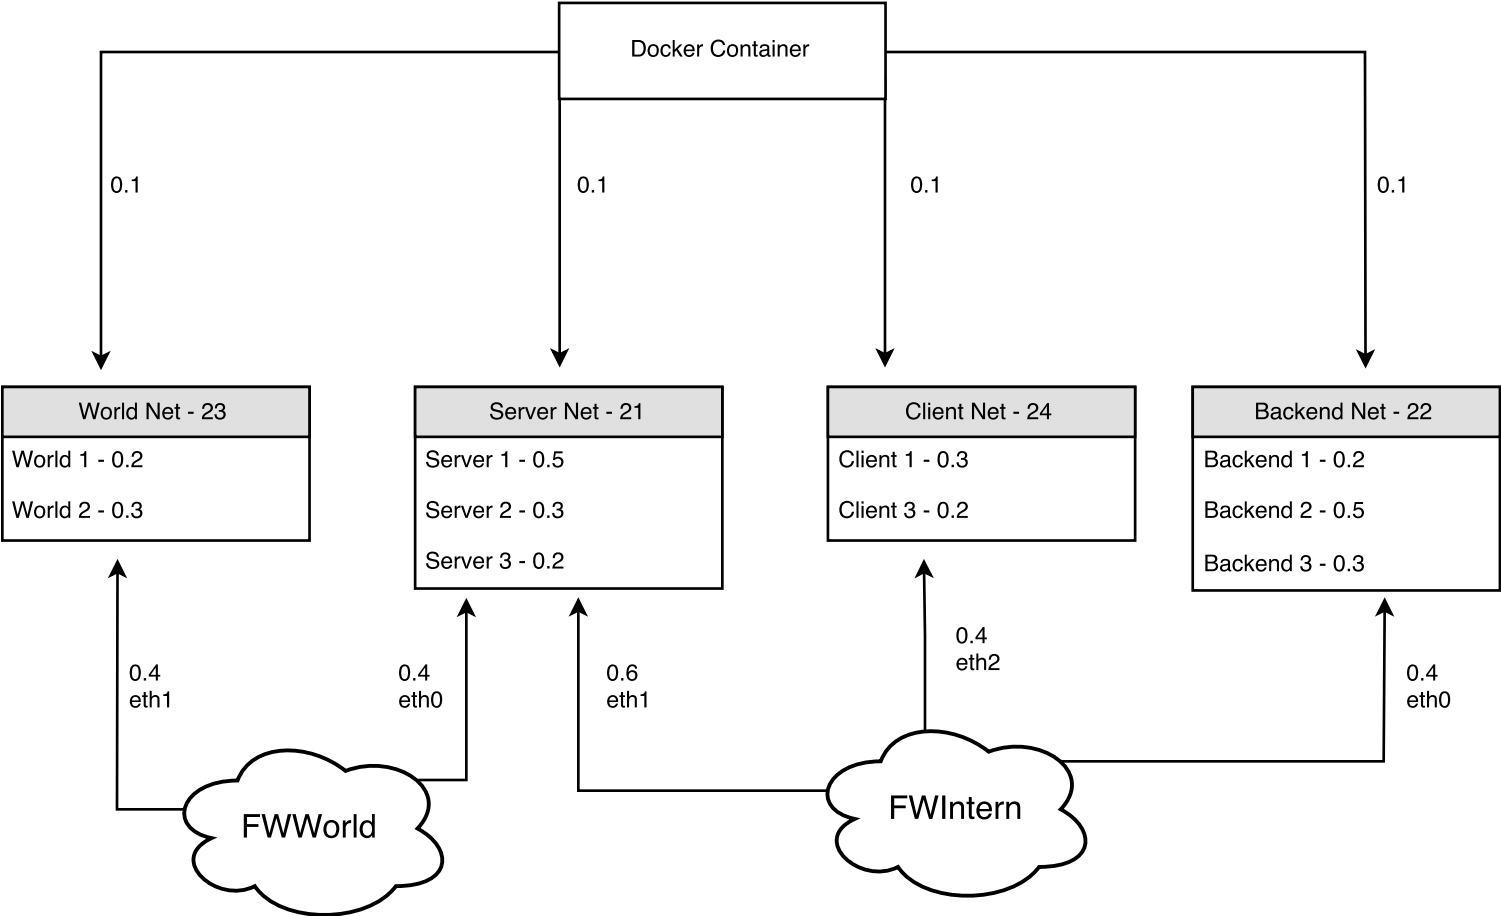 Docker Container
0.1
0.1
0.1
0.1
World Net - 23
World 1 - 0.2
World 2 - 0.3
Server Net - 21
Server 1 - 0.5
Server 2 - 0.3
Server 3 - 0.2
Client Net - 24
Client 1 - 0.3
Client 3 - 0.2
Backend Net - 22
Backend 1 - 0.2
Backend 2 - 0.5
Backend 3 - 0.3
0.4
eth1
0.4
eth0
0.6
eth1
0.4
eth2
0.4
eth0
FWWorld
FWIntern